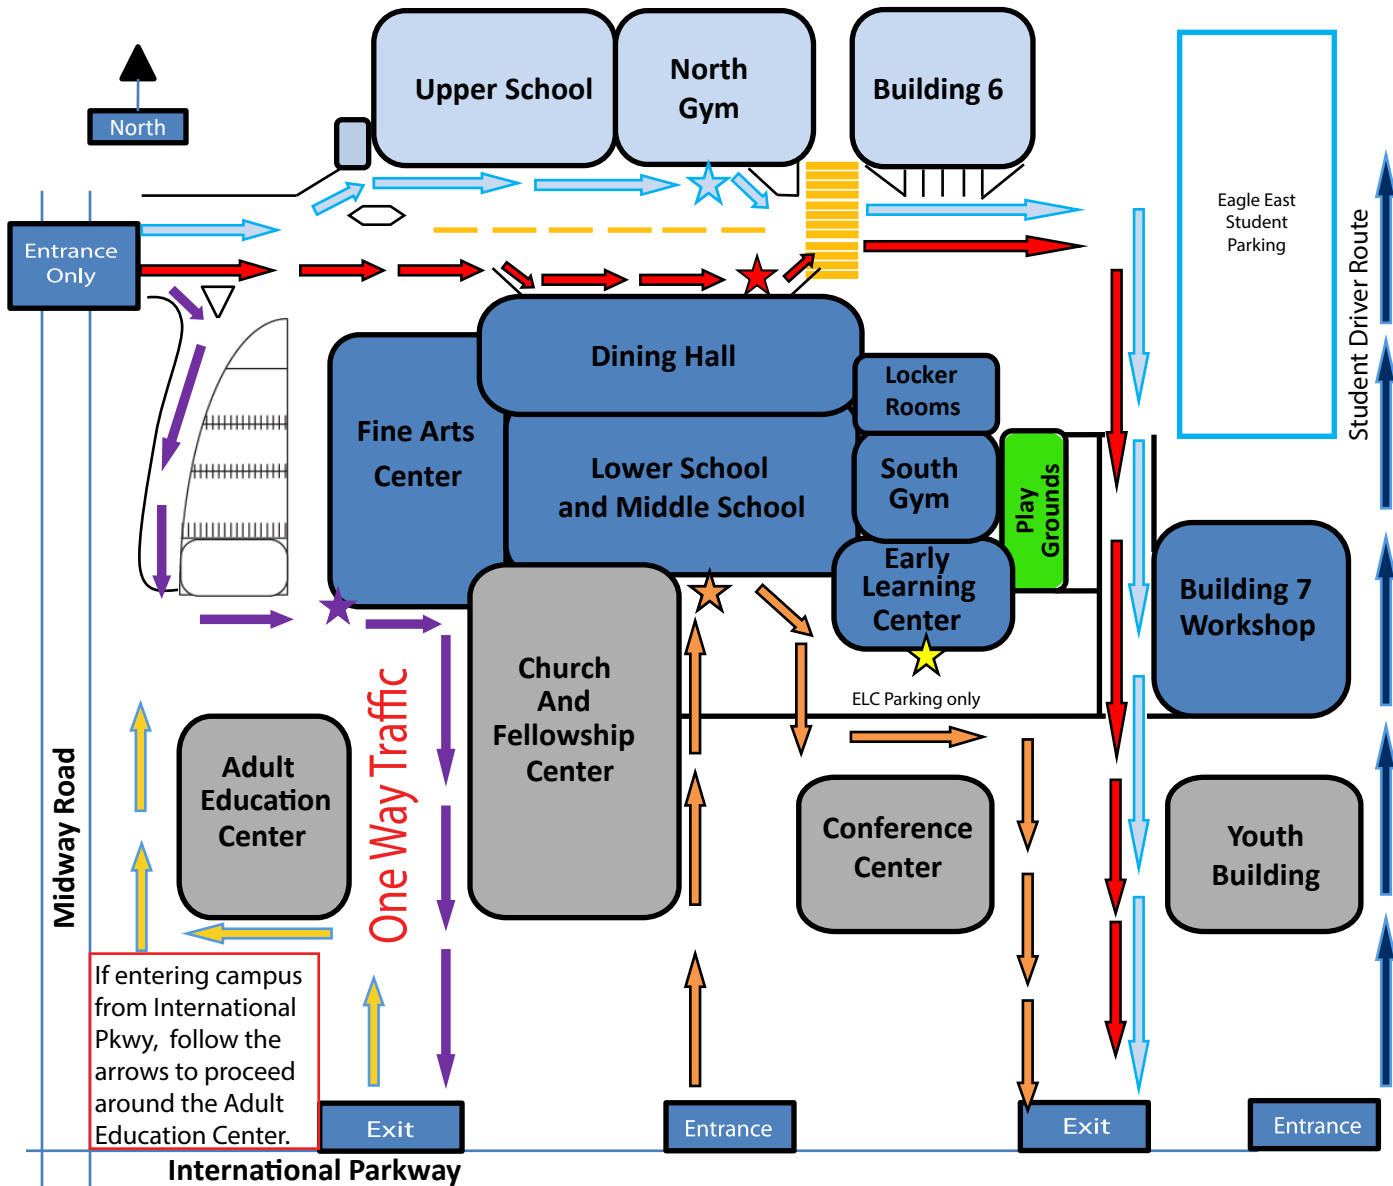 Upper School
North
Gym
Building 6
North
Entrance
Only
Eagle East
Student
Parking
Student Driver Route
Dining Hall
Locker
Rooms
Fine Arts
Center
Lower School
and Middle School
South
Gym
Play
Grounds
Early
Learning
Center
Building 7
Workshop
ELC Parking only
Church
And
Fellowship
Center
One Way Traffic
Midway Road
Adult
Education
Center
Conference
Center
Youth
Building
If entering campus
from International
Pkwy, follow the
arrows to proceed
around the Adult
Education Center.
Exit
Entrance
Exit
Entrance
International Parkway